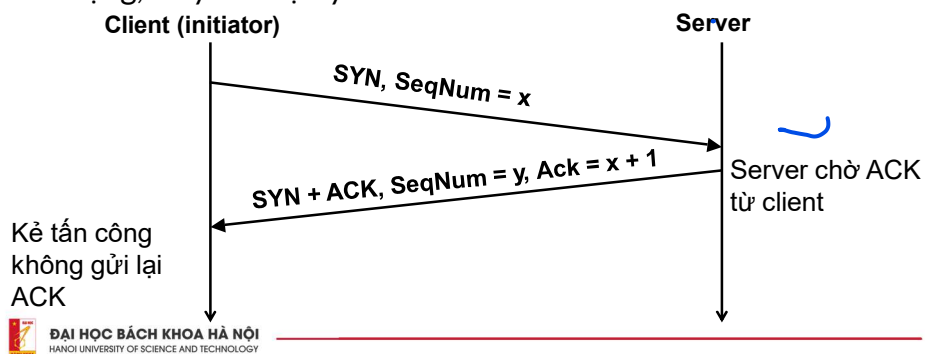 Client (initiator)
Server
SYN, SeqNum = x
SYN + ACK, SeqNum = y, Ack = x + 1
Server chờ ACK
từ client
Kẻ tấn công
không gửi lại
ACK
ĐẠI HỌC BÁCH KHOA HÀ NỘI
HANOI UNIVERSITY OF SCIENCE AND TECHNOLOGY